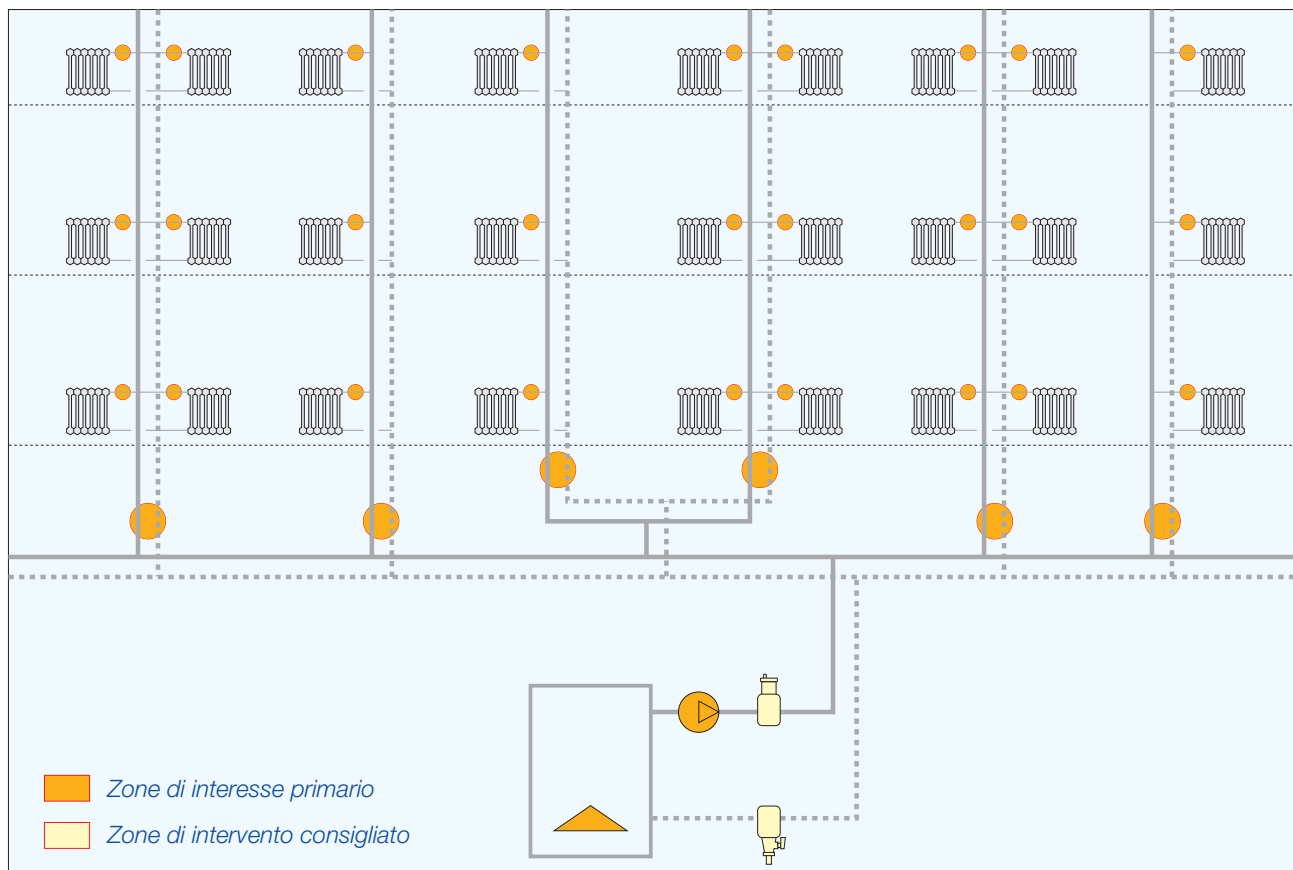 Zone di interesse primario
Zone di intervento consigliato